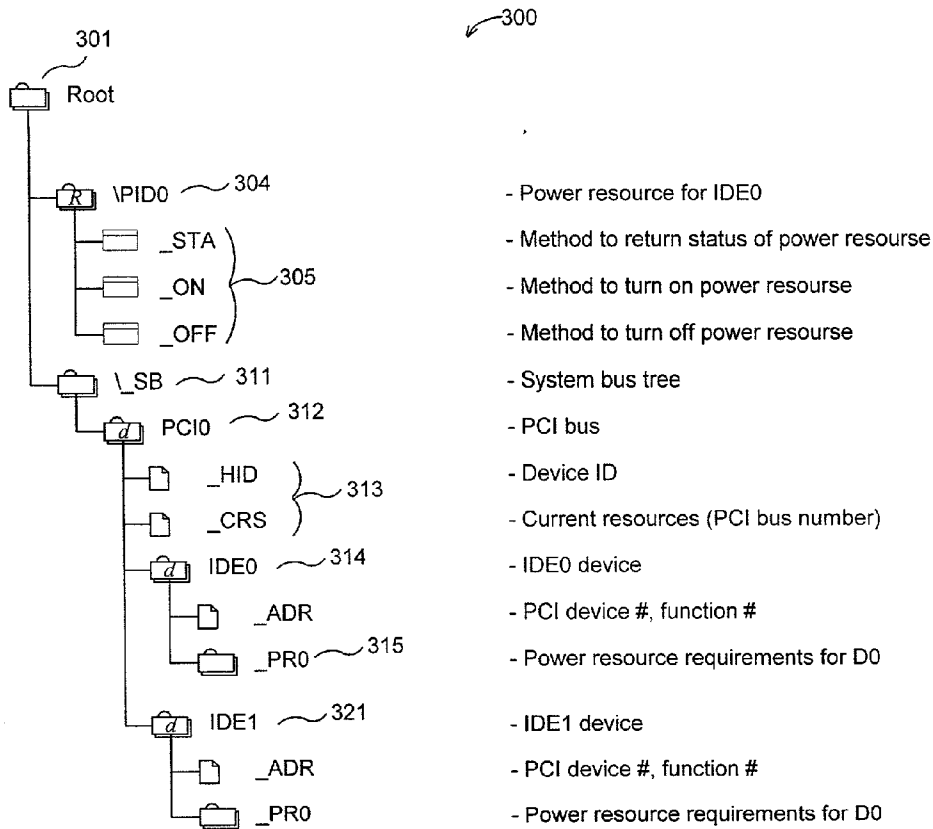 300
301
Root
R \PID0 304 - Power resource for IDE0
_STA - Method to return status of power resourse
_ON 305 - Method to turn on power resourse
_OFF - Method to turn off power resourse
\_SB 311 - System bus tree
d PCI0 312 - PCI bus
_HID - Device ID
313
_CRS - Current resources (PCI bus number)
d IDE0 314 - IDE0 device
_ADR - PCI device #, function #
_PR0 315 - Power resource requirements for D0
d IDE1 321 - IDE1 device
_ADR - PCI device #, function #
_PR0 - Power resource requirements for D0